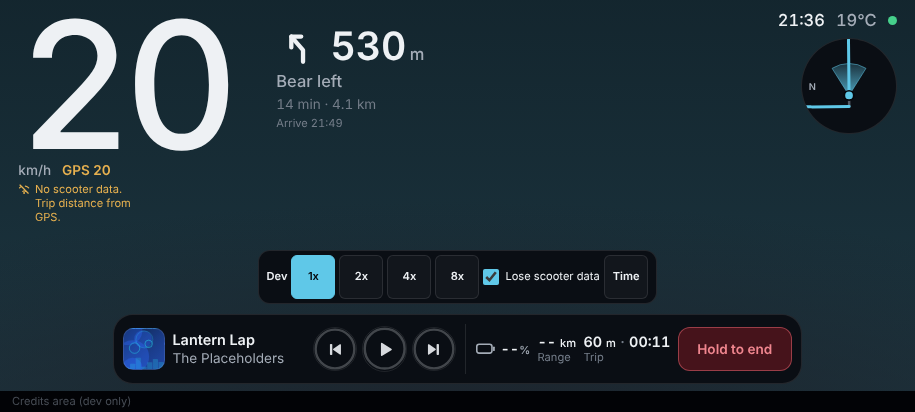 20
km/h GPS 20
No scooter data.
Trip distance from
GPS.
530 m
Bear left
14 min · 4.1 km
Arrive 21:49
21:36 19°C
N
Dev 1x 2x 4x 8x Lose scooter data Time
Lantern Lap
The Placeholders
--%
-- km
Range
60 m · 00:11
Trip
Hold to end
Credits area (dev only)